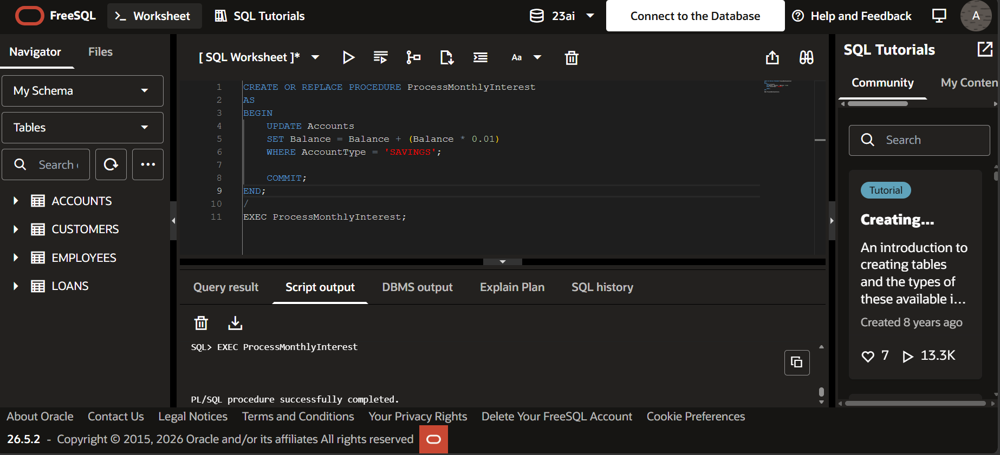 FreeSQL
Worksheet
SQL Tutorials
23ai
Connect to the Database
Help and Feedback
A
Navigator
Files
My Schema
Tables
Search
ACCOUNTS
CUSTOMERS
EMPLOYEES
LOANS
[ SQL Worksheet ]*
Aa
1 CREATE OR REPLACE PROCEDURE ProcessMonthlyInterest
2 AS
3 BEGIN
4 UPDATE Accounts
5 SET Balance = Balance + (Balance * 0.01)
6 WHERE AccountType = 'SAVINGS';
7
8 COMMIT;
9 END;
10 /
11 EXEC ProcessMonthlyInterest;
Query result
Script output
DBMS output
Explain Plan
SQL history
SQL> EXEC ProcessMonthlyInterest
PL/SQL procedure successfully completed.
SQL Tutorials
Community
My Conten
Search
Tutorial
Creating...
An introduction to
creating tables
and the types of
these available i...
Created 8 years ago
7
13.3K
About Oracle
Contact Us
Legal Notices
Terms and Conditions
Your Privacy Rights
Delete Your FreeSQL Account
Cookie Preferences
26.5.2 - Copyright © 2015, 2026 Oracle and/or its affiliates All rights reserved